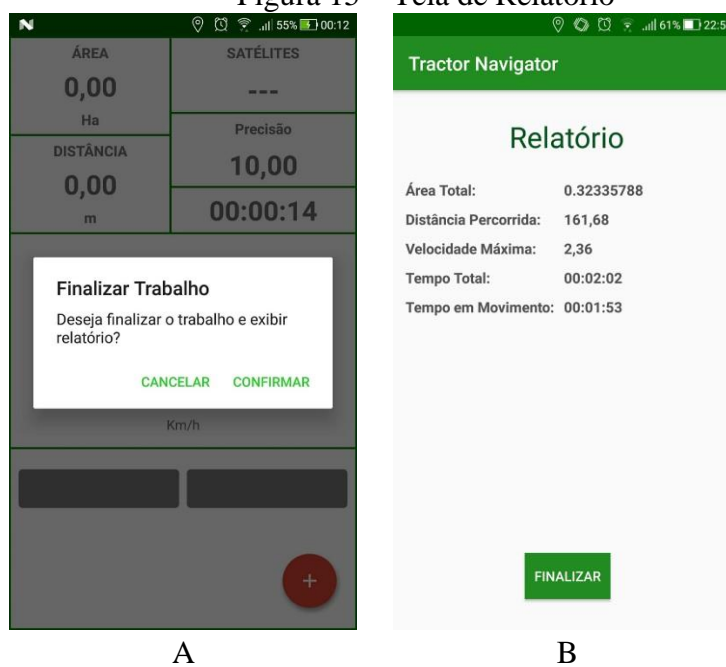 Figura 15 – Tela de Relatório
55% 00:12
ÁREA
0,00
Ha
DISTÂNCIA
0,00
m
SATÉLITES
---
Precisão
10,00
00:00:14
Finalizar Trabalho
Deseja finalizar o trabalho e exibir
relatório?
CANCELAR CONFIRMAR
Km/h
+
A
61% 22:5
Tractor Navigator
Relatório
Área Total: 0.32335788
Distância Percorrida: 161,68
Velocidade Máxima: 2,36
Tempo Total: 00:02:02
Tempo em Movimento: 00:01:53
FINALIZAR
B